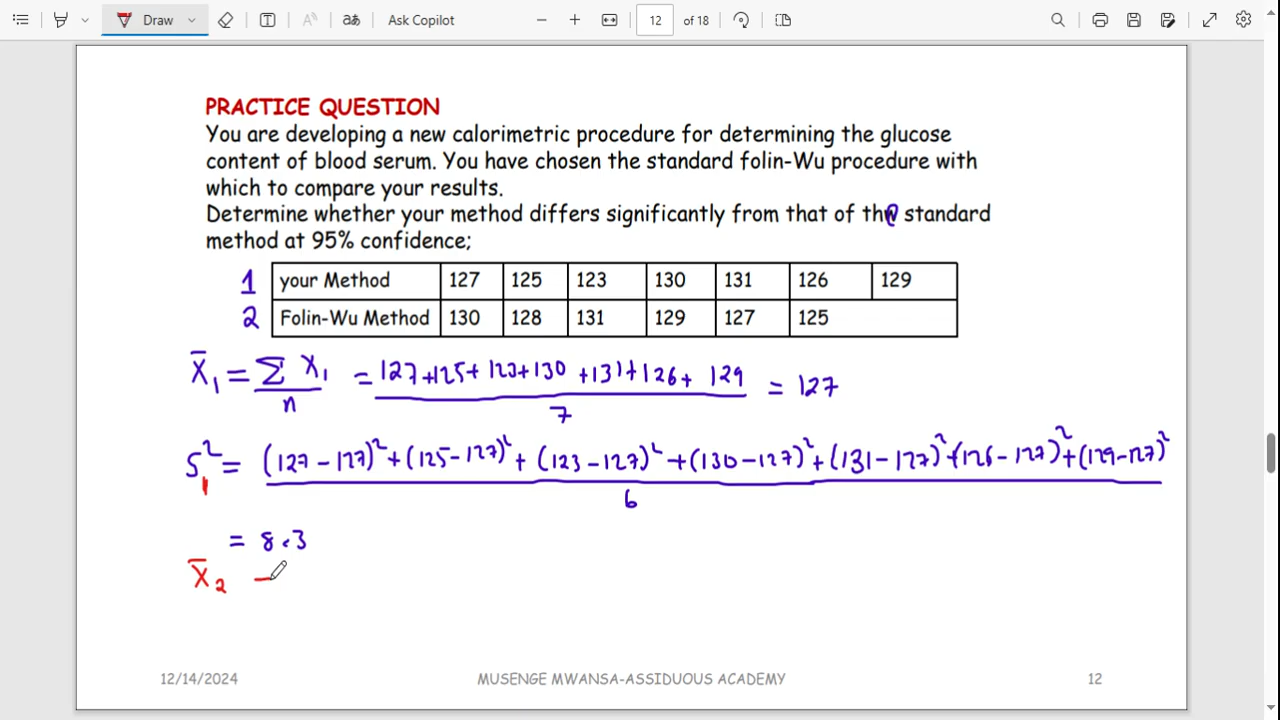 Draw
Ask Copilot
12 of 18
PRACTICE QUESTION
You are developing a new calorimetric procedure for determining the glucose
content of blood serum. You have chosen the standard folin-Wu procedure with
which to compare your results.
Determine whether your method differs significantly from that of the standard
method at 95% confidence;
1 your Method 127 125 123 130 131 126 129
2 Folin-Wu Method 130 128 131 129 127 125
X̄₁ = Σ X₁ / n = 127+125+123+130+131+126+129 / 7 = 127
S₁² = (127-127)²+(125-127)²+(123-127)²+(130-127)²+(131-127)²+(126-127)²+(129-127)² / 6
= 8.3
X̄₂
12/14/2024 MUSENGE MWANSA-ASSIDUOUS ACADEMY 12